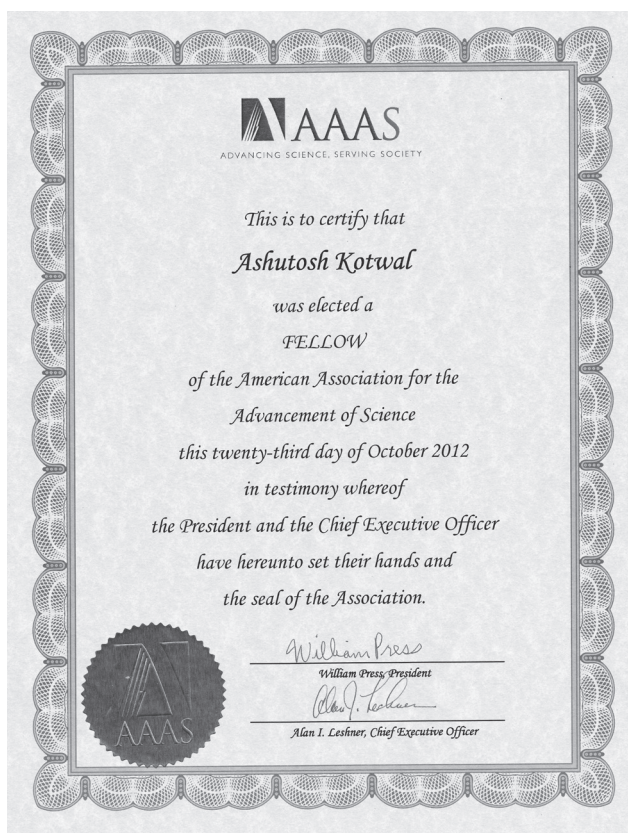 AAAS
ADVANCING SCIENCE, SERVING SOCIETY
This is to certify that
Ashutosh Kotwal
was elected a
FELLOW
of the American Association for the
Advancement of Science
this twenty-third day of October 2012
in testimony whereof
the President and the Chief Executive Officer
have hereunto set their hands and
the seal of the Association.
William Press
William Press, President
Alan I. Leshner
Alan I. Leshner, Chief Executive Officer
AAAS